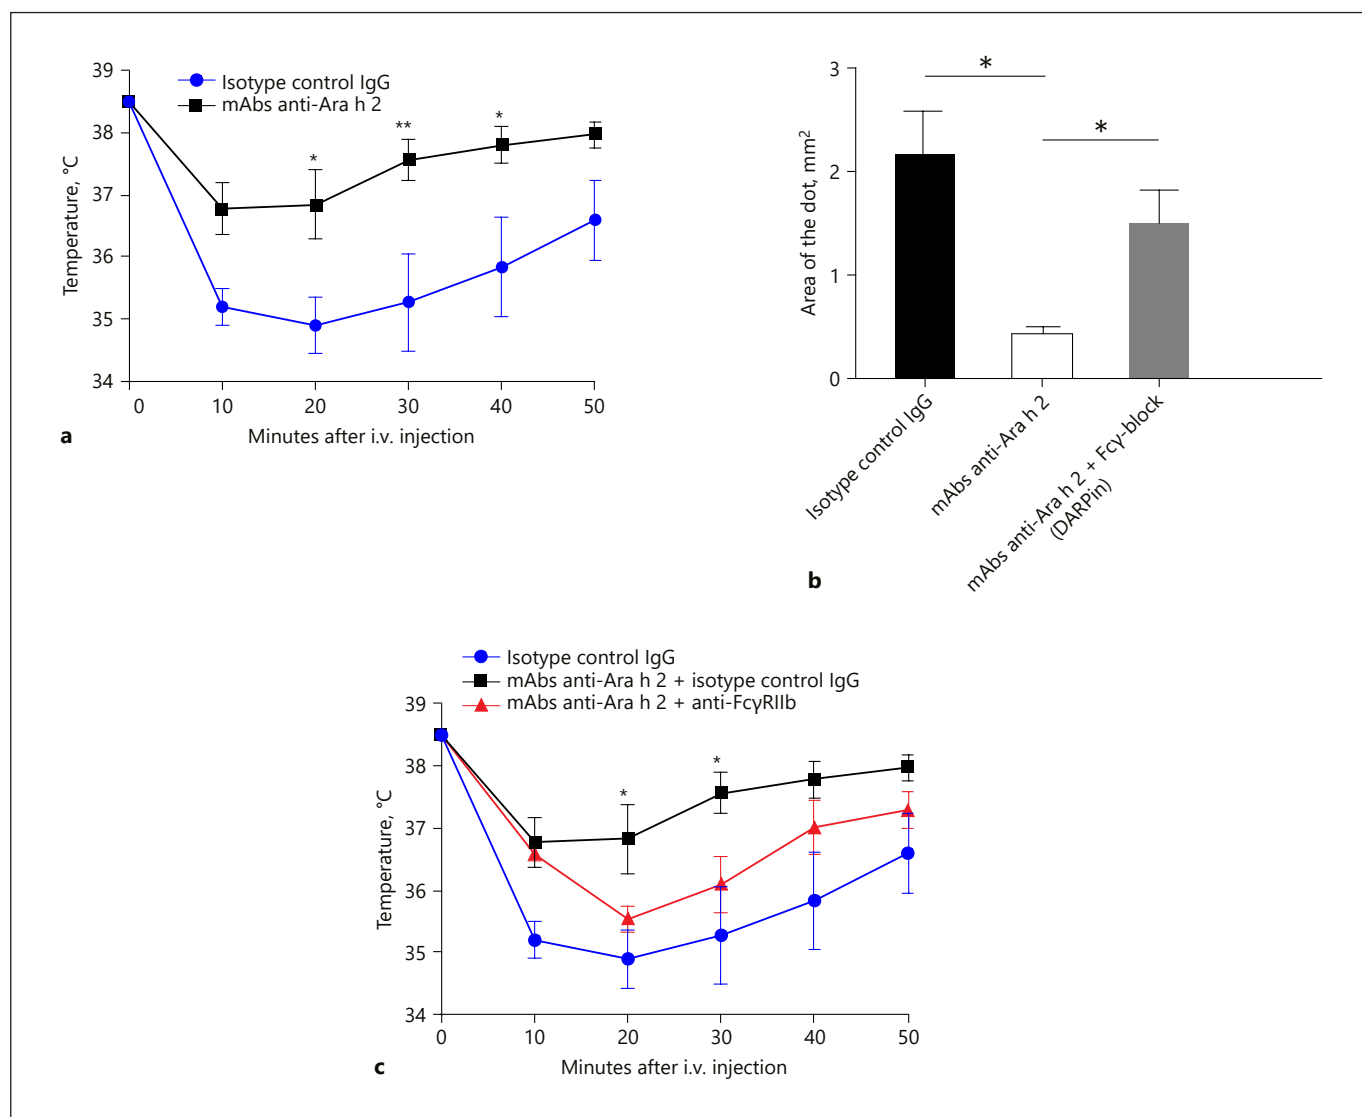 39
38
37
36
35
34
Temperature, °C
Isotype control IgG
mAbs anti-Ara h 2
*
**
*
0 10 20 30 40 50
Minutes after i.v. injection
a
3
2
1
0
Area of the dot, mm²
*
*
Isotype control IgG
mAbs anti-Ara h 2
mAbs anti-Ara h 2 + Fcγ-block
(DARPin)
b
Isotype control IgG
mAbs anti-Ara h 2 + isotype control IgG
mAbs anti-Ara h 2 + anti-FcγRIIb
39
38
37
36
35
34
Temperature, °C
*
*
0 10 20 30 40 50
Minutes after i.v. injection
c